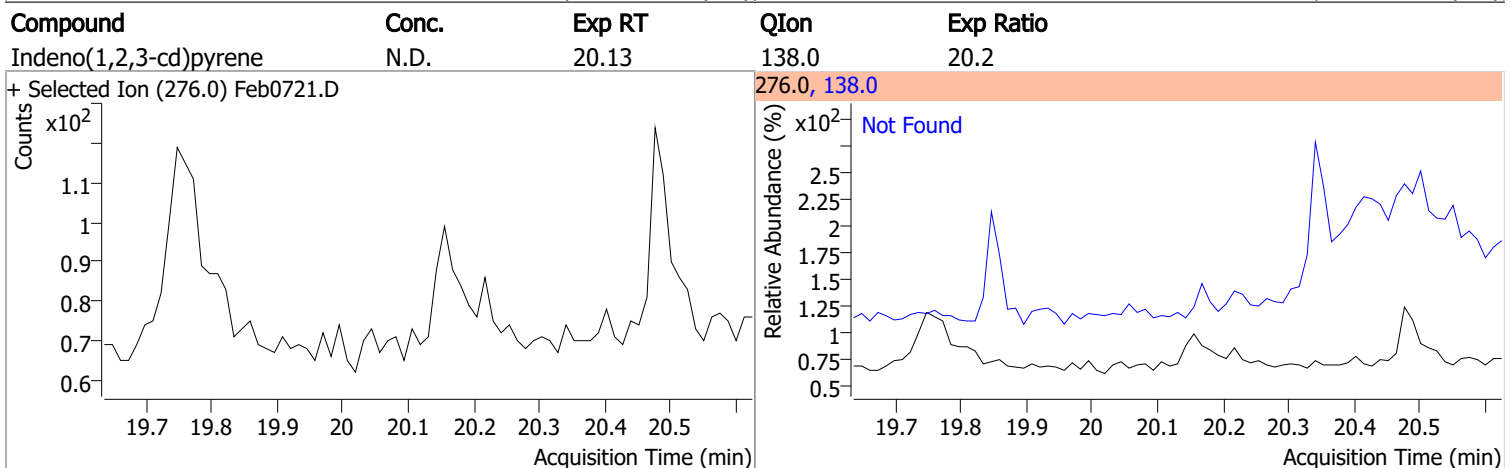 Compound Conc. Exp RT QIon Exp Ratio
Indeno(1,2,3-cd)pyrene N.D. 20.13 138.0 20.2
+ Selected Ion (276.0) Feb0721.D
Counts
x10²
1.1
1
0.9
0.8
0.7
0.6
19.7 19.8 19.9 20 20.1 20.2 20.3 20.4 20.5
Acquisition Time (min)
276.0, 138.0
Relative Abundance (%)
x10²
Not Found
2.5
2.25
2
1.75
1.5
1.25
1
0.75
0.5
19.7 19.8 19.9 20 20.1 20.2 20.3 20.4 20.5
Acquisition Time (min)